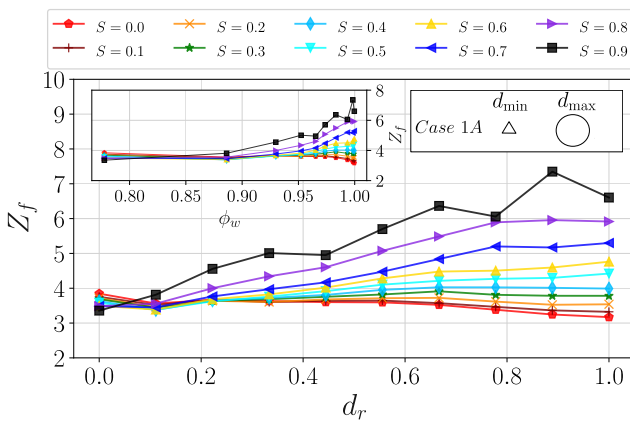 S = 0.0 S = 0.2 S = 0.4 S = 0.6 S = 0.8
S = 0.1 S = 0.3 S = 0.5 S = 0.7 S = 0.9
10
9
8
7
6
5
4
3
2
Z_f
8
6
4
2
Z_f
0.80 0.85 0.90 0.95 1.00
ϕ_w
d_min d_max
Case 1A
0.0 0.2 0.4 0.6 0.8 1.0
d_r